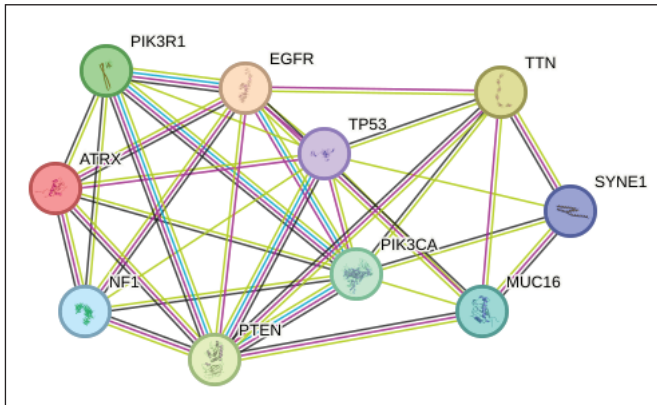 PIK3R1
EGFR
TTN
TP53
ATRX
SYNE1
PIK3CA
NF1
MUC16
PTEN